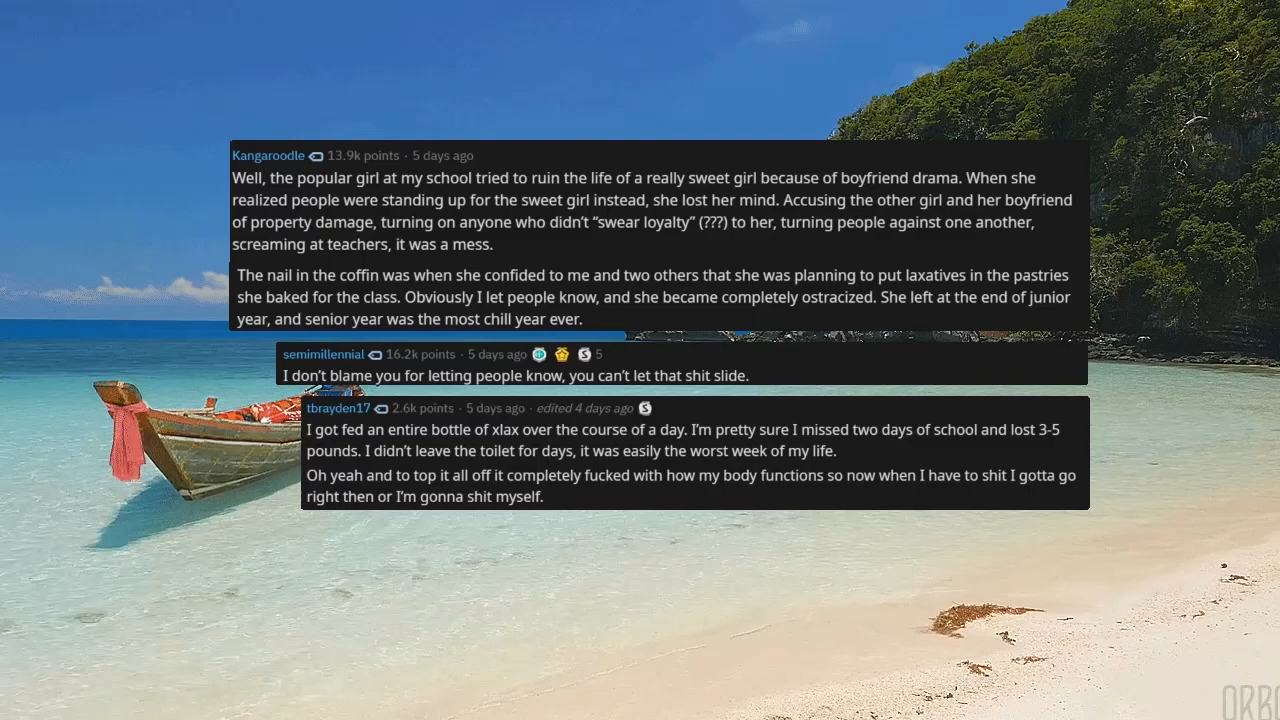 Kangaroodle 13.9k points · 5 days ago
Well, the popular girl at my school tried to ruin the life of a really sweet girl because of boyfriend drama. When she
realized people were standing up for the sweet girl instead, she lost her mind. Accusing the other girl and her boyfriend
of property damage, turning on anyone who didn’t “swear loyalty” (???) to her, turning people against one another,
screaming at teachers, it was a mess.
The nail in the coffin was when she confided to me and two others that she was planning to put laxatives in the pastries
she baked for the class. Obviously I let people know, and she became completely ostracized. She left at the end of junior
year, and senior year was the most chill year ever.
semimillennial 16.2k points · 5 days ago 5
I don’t blame you for letting people know, you can’t let that shit slide.
tbrayden17 2.6k points · 5 days ago · edited 4 days ago
I got fed an entire bottle of xlax over the course of a day. I’m pretty sure I missed two days of school and lost 3-5
pounds. I didn’t leave the toilet for days, it was easily the worst week of my life.
Oh yeah and to top it all off it completely fucked with how my body functions so now when I have to shit I gotta go
right then or I’m gonna shit myself.